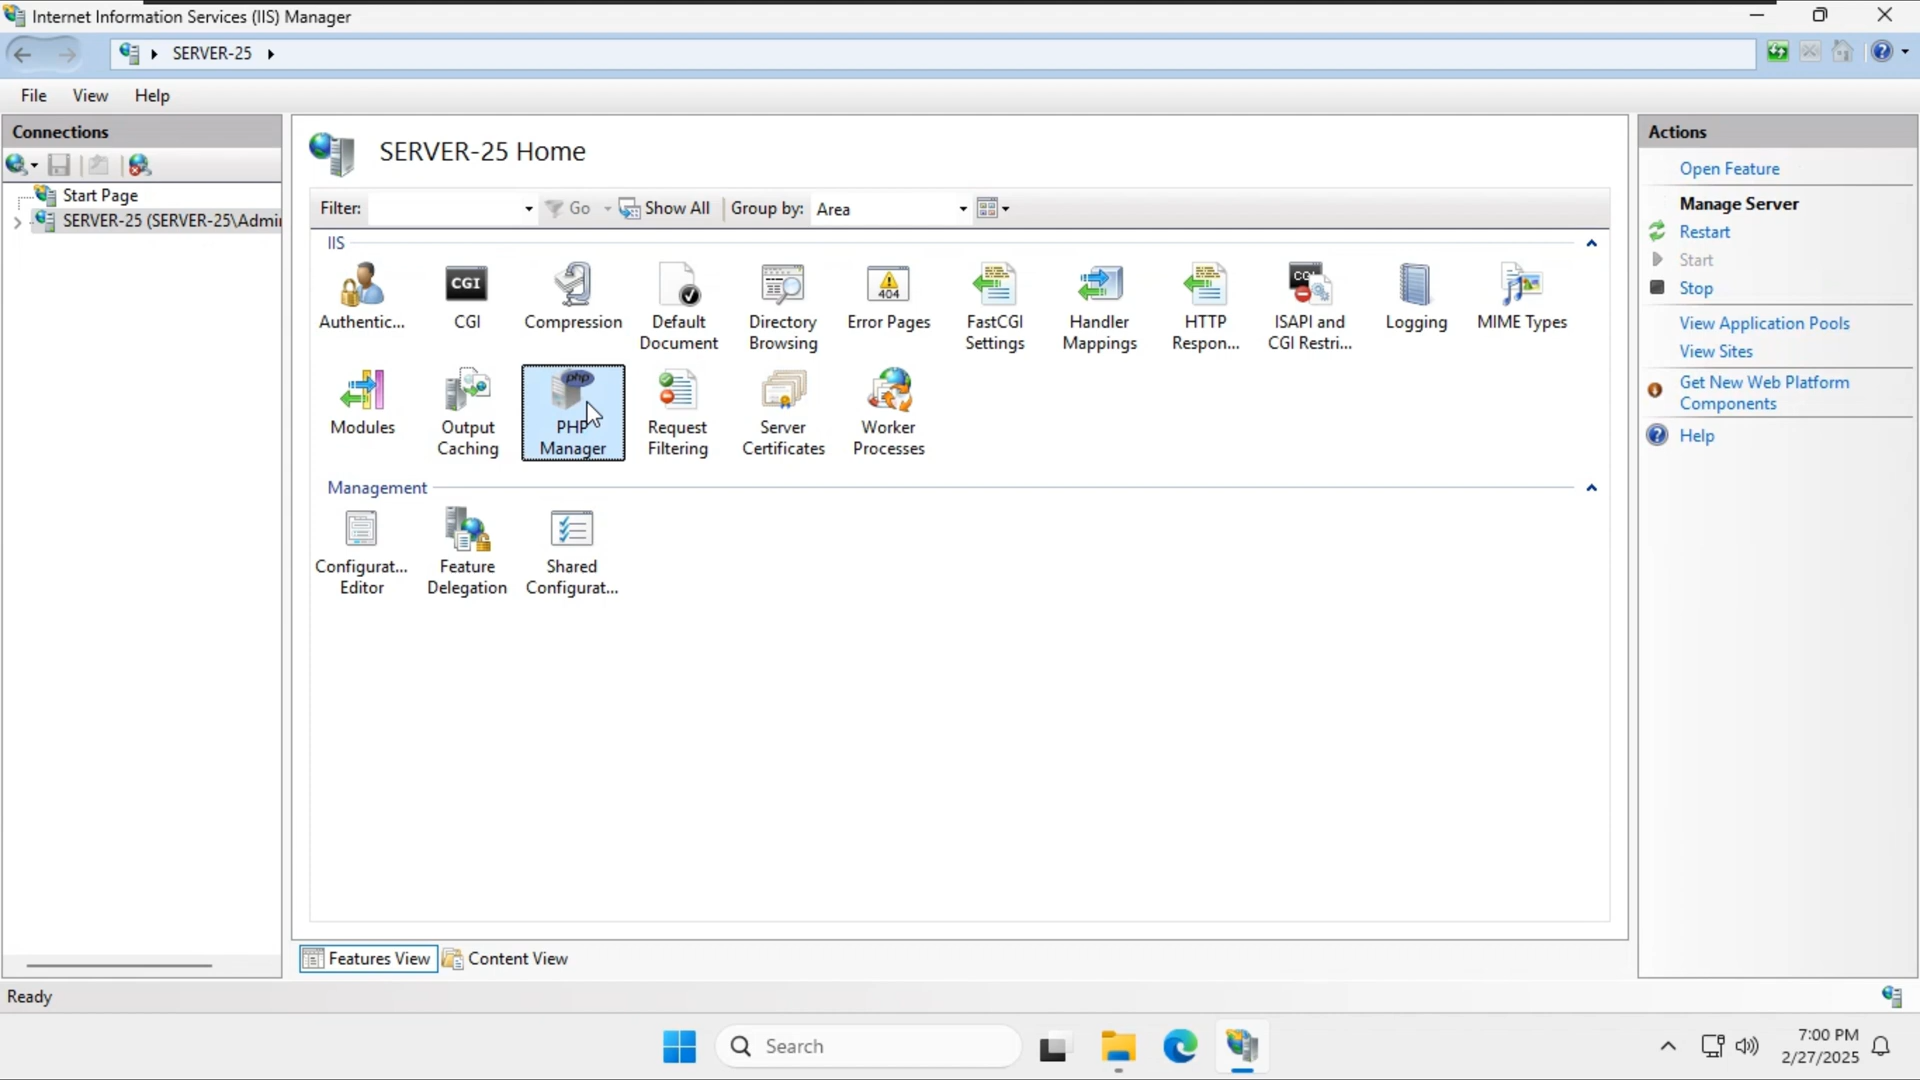 Internet Information Services (IIS) Manager
SERVER-25
File View Help
Connections
Start Page
SERVER-25 (SERVER-25\Admi
SERVER-25 Home
Filter: Go Show All Group by: Area
IIS
Authentic...
CGI
CGI
Compression
Default
Document
Directory
Browsing
404
Error Pages
FastCGI
Settings
Handler
Mappings
HTTP
Respon...
CGI
ISAPI and
CGI Restri...
Logging
MIME Types
Modules
Output
Caching
php
PHP
Manager
Request
Filtering
Server
Certificates
Worker
Processes
Management
Configurat...
Editor
Feature
Delegation
Shared
Configurat...
Features View
Content View
Actions
Open Feature
Manage Server
Restart
Start
Stop
View Application Pools
View Sites
Get New Web Platform
Components
Help
Ready
Search
7:00 PM
2/27/2025